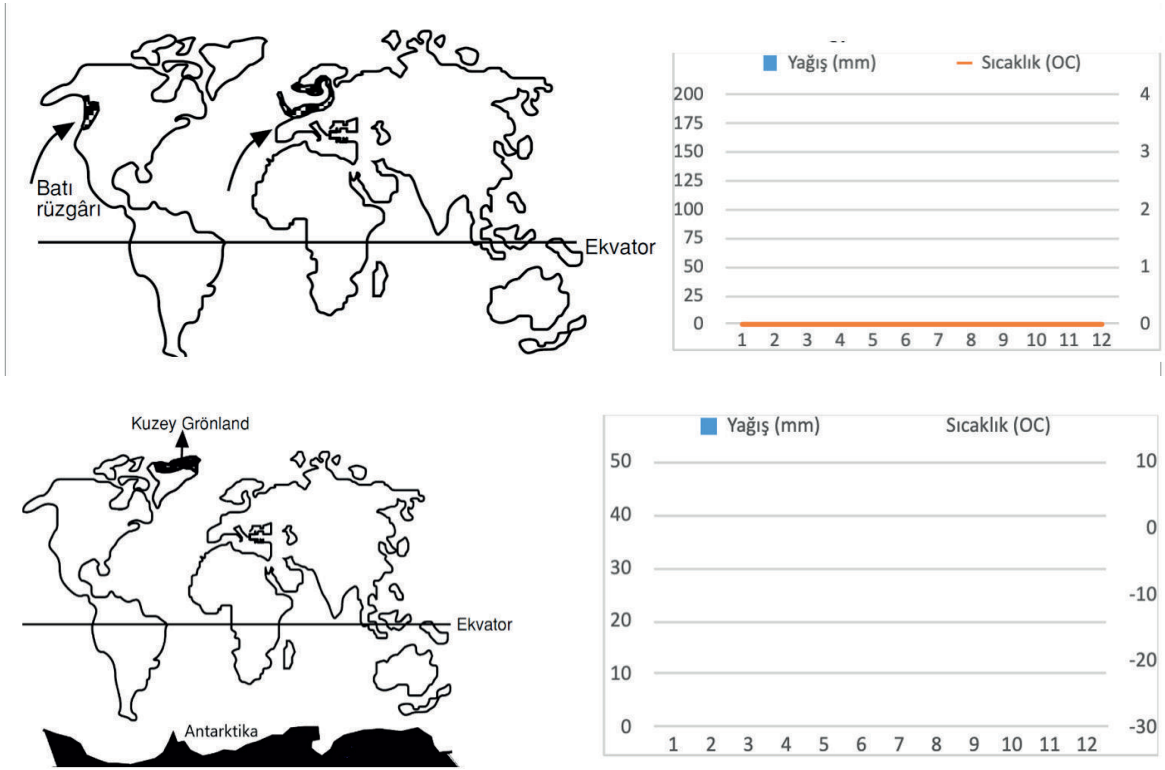 Batı
rüzgârı
Ekvator
Yağış (mm) Sıcaklık (OC)
200 4
175
150 3
125
100 2
75
50 1
25
0 0
1 2 3 4 5 6 7 8 9 10 11 12
Kuzey Grönland
Ekvator
Antarktika
Yağış (mm) Sıcaklık (OC)
50 10
40 0
30 -10
20 -20
10
0 -30
1 2 3 4 5 6 7 8 9 10 11 12